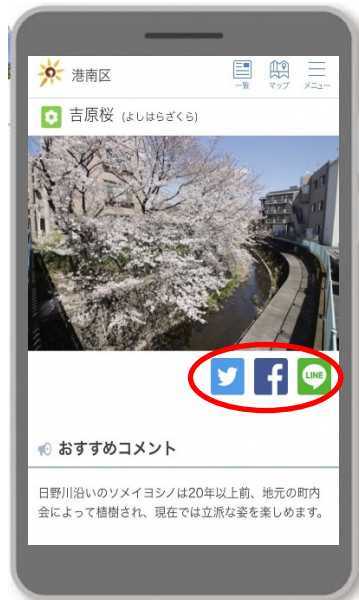 港南区
一覧 マップ メニュー
吉原桜 (よしはらざくら)
LINE
おすすめコメント
日野川沿いのソメイヨシノは20年以上前、地元の町内
会によって植樹され、現在では立派な姿を楽しめます。